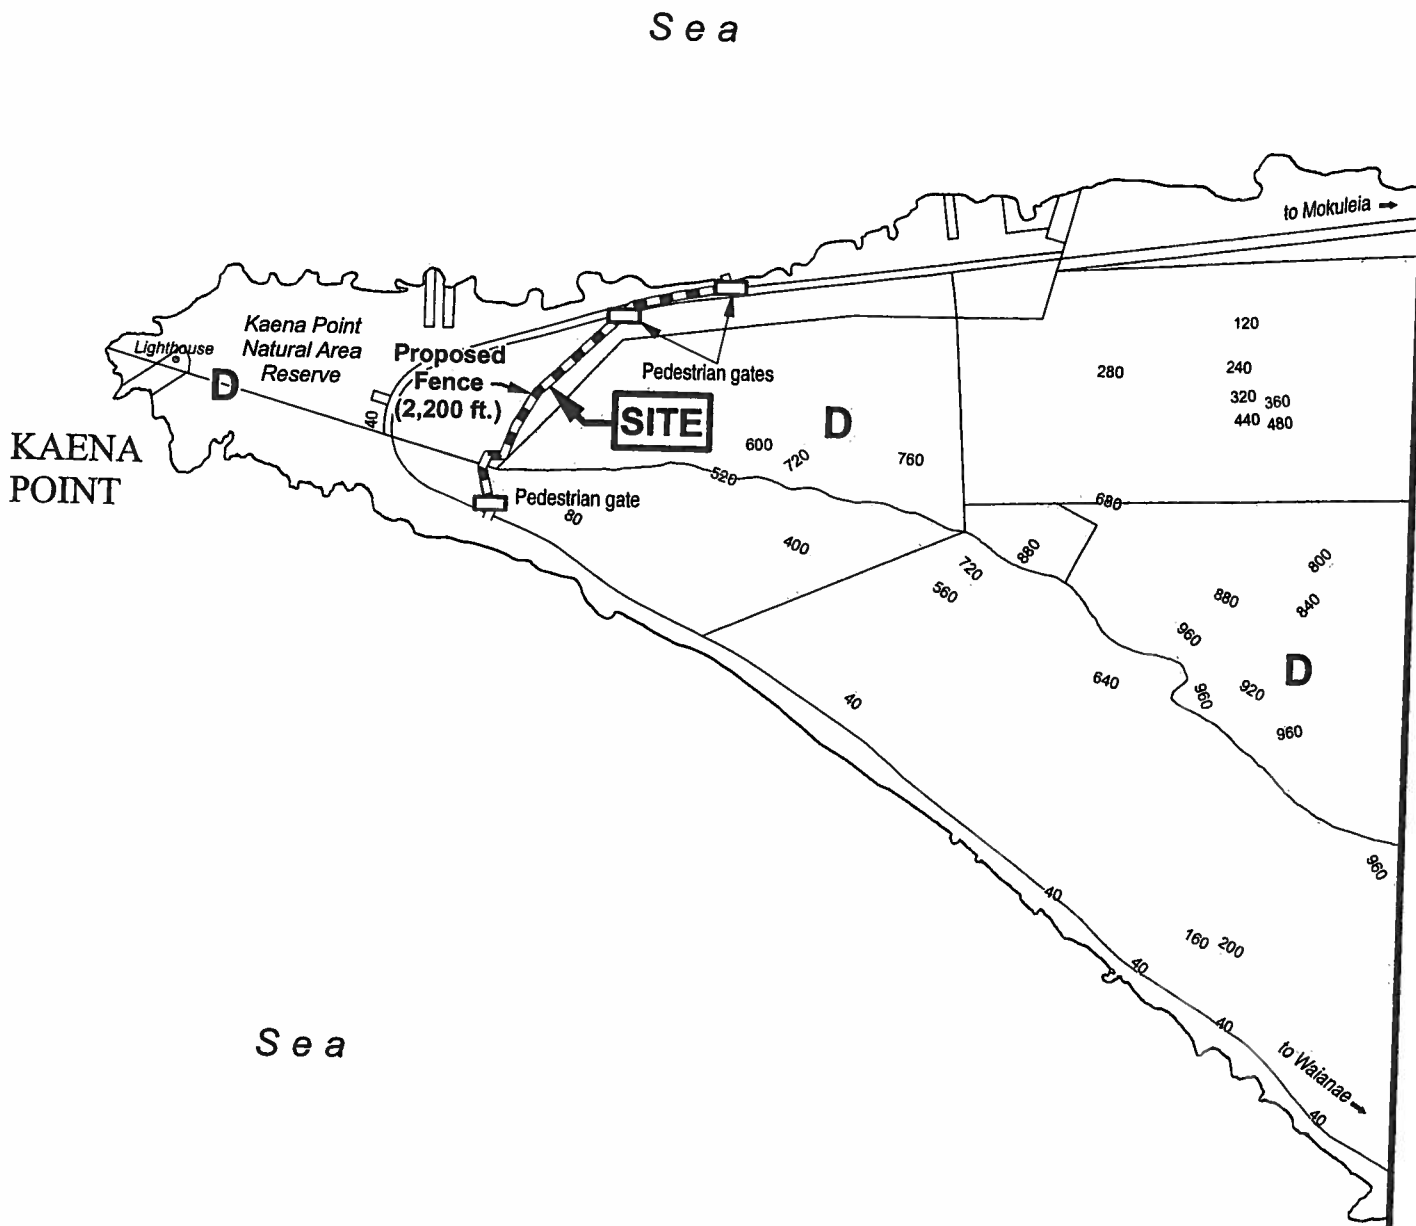 Sea
to Mokuleia
Kaena Point
Natural Area
Reserve
Lighthouse
D
Proposed
Fence
(2,200 ft.)
40
Pedestrian gates
SITE
D
KAENA
POINT
Pedestrian gate
80
120
280
240
320 360
440 480
600
720
760
520
680
400
720
560
880
800
880
840
960
D
640
960
920
960
40
960
40
160 200
40
40
Sea
to Waianae
40